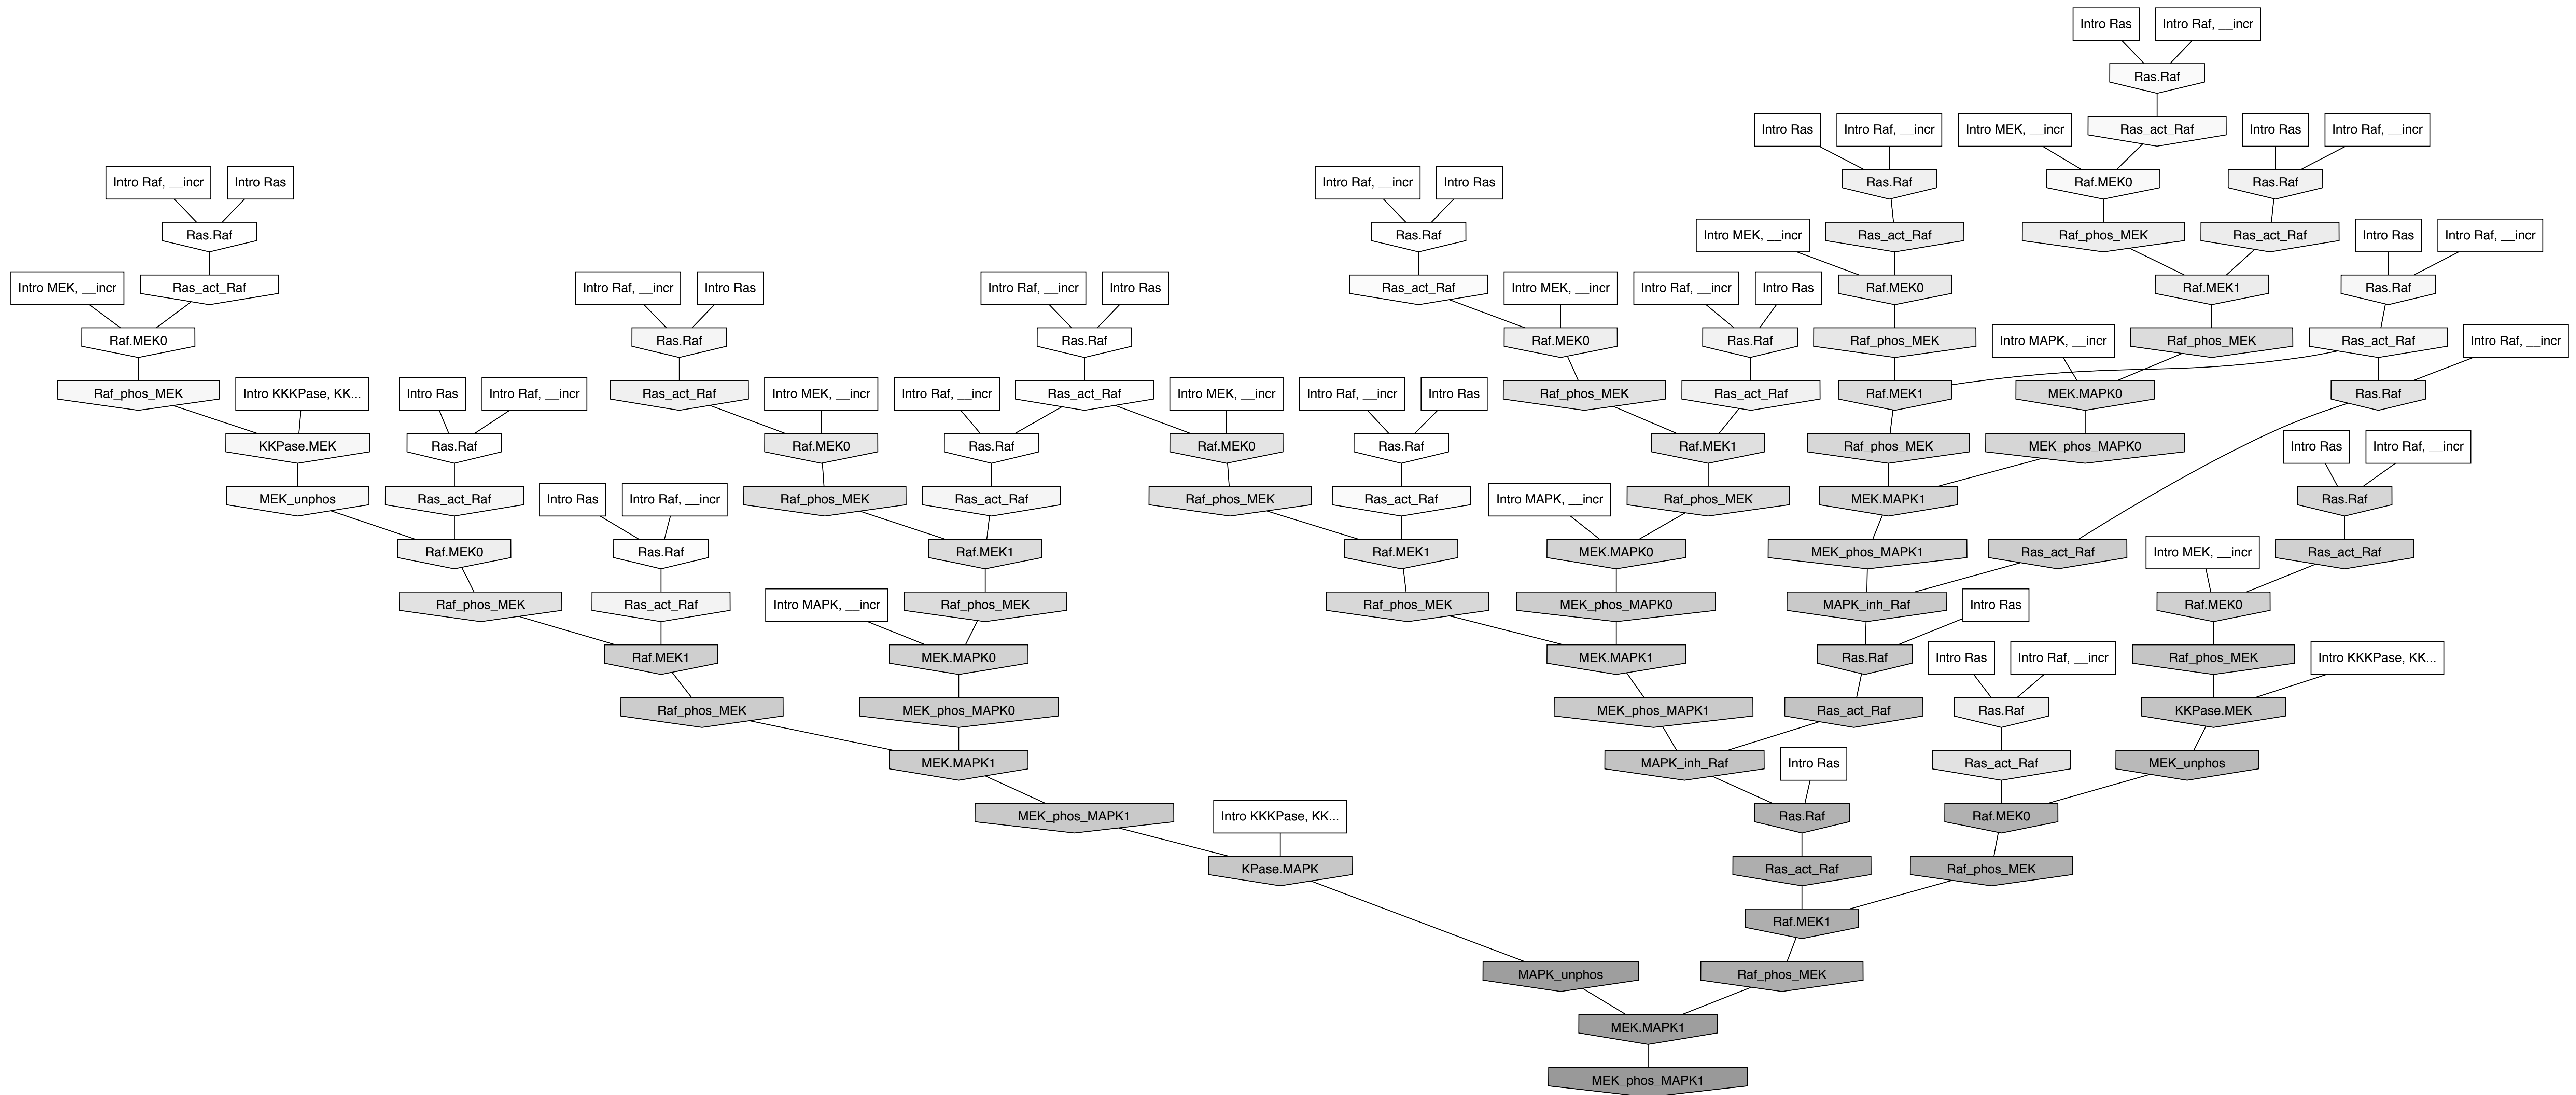 Intro Ras
Intro Raf, __incr
Ras.Raf
Intro Ras
Intro Raf, __incr
Intro MEK, __incr
Ras_act_Raf
Intro Ras
Intro Raf, __incr
Intro Raf, __incr
Intro Ras
Intro Raf, __incr
Intro Ras
Ras.Raf
Raf.MEK0
Ras.Raf
Ras.Raf
Ras.Raf
Intro MEK, __incr
Ras_act_Raf
Raf_phos_MEK
Ras_act_Raf
Intro Ras
Intro Raf, __incr
Intro MEK, __incr
Ras_act_Raf
Intro Raf, __incr
Intro Ras
Intro Raf, __incr
Intro Ras
Ras_act_Raf
Intro MEK, __incr
Intro Raf, __incr
Intro Ras
Raf.MEK0
Raf.MEK1
Ras.Raf
Raf.MEK0
Ras.Raf
Ras.Raf
Raf.MEK0
Ras.Raf
Raf_phos_MEK
Intro MAPK, __incr
Raf_phos_MEK
Ras_act_Raf
Intro Raf, __incr
Raf_phos_MEK
Intro KKKPase, KK...
Intro Ras
Intro Raf, __incr
Ras_act_Raf
Intro MEK, __incr
Intro Raf, __incr
Ras_act_Raf
Intro MEK, __incr
Intro Raf, __incr
Intro Ras
Raf_phos_MEK
Ras_act_Raf
Raf.MEK1
MEK.MAPK0
Ras.Raf
KKPase.MEK
Ras.Raf
Raf.MEK0
Ras.Raf
Raf.MEK0
Ras.Raf
Raf.MEK1
Raf_phos_MEK
MEK_phos_MAPK0
Intro Ras
Intro Raf, __incr
MEK_unphos
Ras_act_Raf
Intro Ras
Intro Raf, __incr
Raf_phos_MEK
Ras_act_Raf
Raf_phos_MEK
Ras_act_Raf
Intro MAPK, __incr
Raf_phos_MEK
MEK.MAPK1
Ras.Raf
Raf.MEK0
Ras.Raf
Raf.MEK1
Raf.MEK1
MEK.MAPK0
MEK_phos_MAPK1
Ras_act_Raf
Intro MEK, __incr
Ras_act_Raf
Raf_phos_MEK
Ras_act_Raf
Intro MAPK, __incr
Raf_phos_MEK
Raf_phos_MEK
MEK_phos_MAPK0
MAPK_inh_Raf
Intro Ras
Raf.MEK0
Raf.MEK1
MEK.MAPK0
MEK.MAPK1
Ras.Raf
Intro Ras
Intro Raf, __incr
Raf_phos_MEK
Intro KKKPase, KK...
Raf_phos_MEK
MEK_phos_MAPK0
MEK_phos_MAPK1
Ras_act_Raf
Ras.Raf
KKPase.MEK
MEK.MAPK1
MAPK_inh_Raf
Intro Ras
Ras_act_Raf
MEK_unphos
MEK_phos_MAPK1
Intro KKKPase, KK...
Ras.Raf
Raf.MEK0
KPase.MAPK
Ras_act_Raf
Raf_phos_MEK
Raf.MEK1
MAPK_unphos
Raf_phos_MEK
MEK.MAPK1
MEK_phos_MAPK1